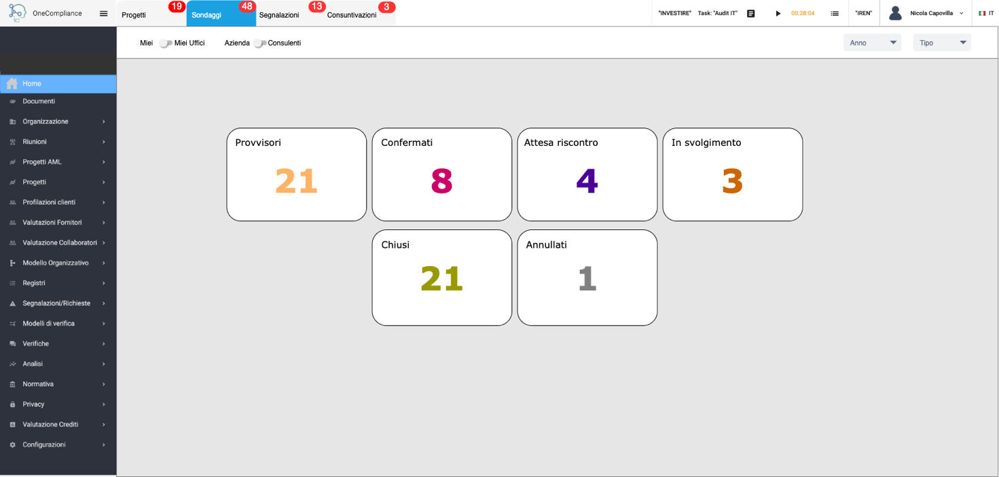 OneCompliance
Progetti 19
Sondaggi 48
Segnalazioni 13
Consuntivazioni 3
"INVESTIRE" Task: "Audit IT"
00:28:04
"IREN"
Nicola Capovilla
IT
Miei Miei Uffici
Azienda Consulenti
Anno
Tipo
Home
Documenti
Organizzazione
Riunioni
Progetti AML
Progetti
Profilazioni clienti
Valutazioni Fornitori
Valutazione Collaboratori
Modello Organizzativo
Registri
Segnalazioni/Richieste
Modelli di verifica
Verifiche
Analisi
Normativa
Privacy
Valutazione Crediti
Configurazioni
Provvisori
21
Confermati
8
Attesa riscontro
4
In svolgimento
3
Chiusi
21
Annullati
1